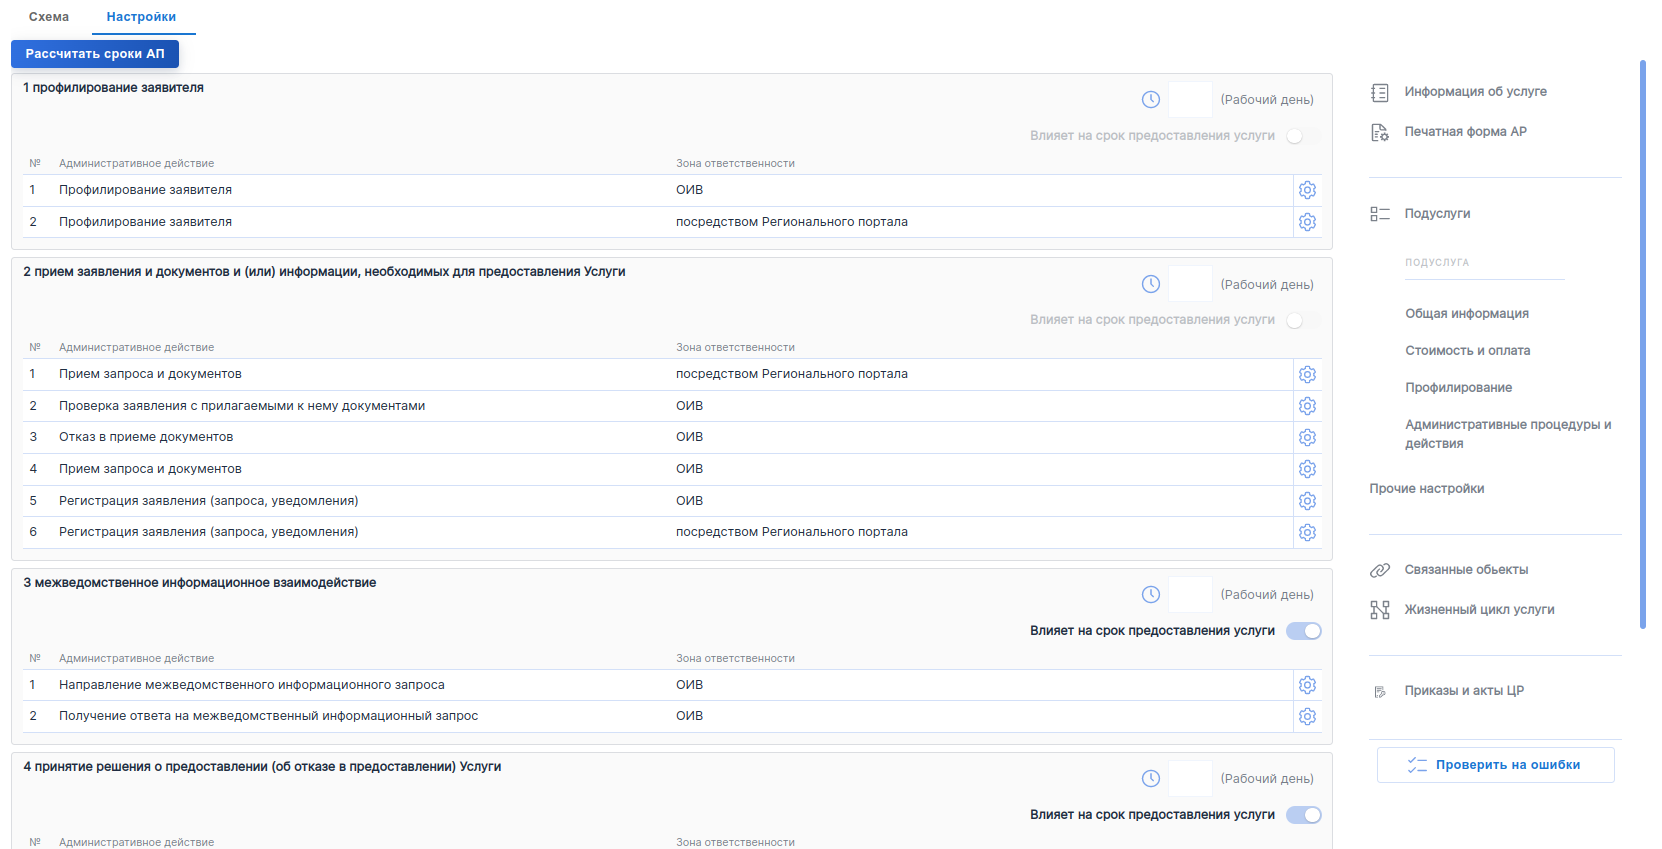 Схема Настройки
Рассчитать сроки АП
1 профилирование заявителя
(Рабочий день)
Влияет на срок предоставления услуги
№ Административное действие Зона ответственности
1 Профилирование заявителя ОИВ
2 Профилирование заявителя посредством Регионального портала
2 прием заявления и документов и (или) информации, необходимых для предоставления Услуги
(Рабочий день)
Влияет на срок предоставления услуги
№ Административное действие Зона ответственности
1 Прием запроса и документов посредством Регионального портала
2 Проверка заявления с прилагаемыми к нему документами ОИВ
3 Отказ в приеме документов ОИВ
4 Прием запроса и документов ОИВ
5 Регистрация заявления (запроса, уведомления) ОИВ
6 Регистрация заявления (запроса, уведомления) посредством Регионального портала
3 межведомственное информационное взаимодействие
(Рабочий день)
Влияет на срок предоставления услуги
№ Административное действие Зона ответственности
1 Направление межведомственного информационного запроса ОИВ
2 Получение ответа на межведомственный информационный запрос ОИВ
4 принятие решения о предоставлении (об отказе в предоставлении) Услуги
(Рабочий день)
Влияет на срок предоставления услуги
№ Административное действие Зона ответственности
Информация об услуге
Печатная форма АР
Подуслуги
ПОДУСЛУГА
Общая информация
Стоимость и оплата
Профилирование
Административные процедуры и
действия
Прочие настройки
Связанные обьекты
Жизненный цикл услуги
Приказы и акты ЦР
Проверить на ошибки